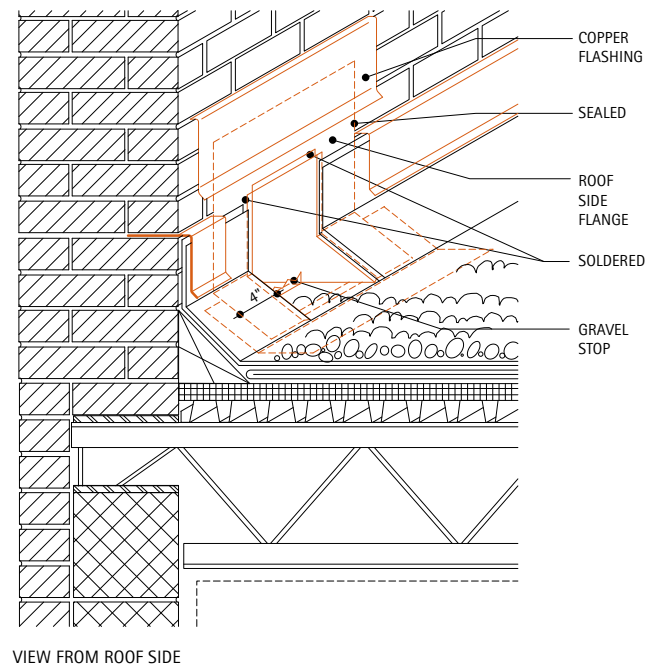 COPPER
FLASHING
SEALED
ROOF
SIDE
FLANGE
SOLDERED
4"
GRAVEL
STOP
VIEW FROM ROOF SIDE